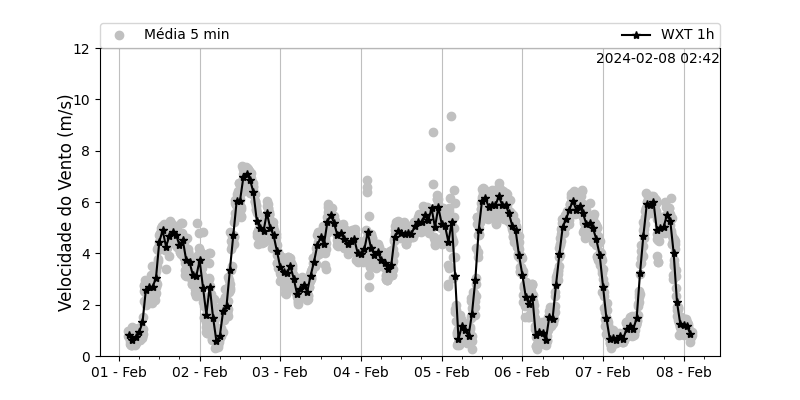 Média 5 min
WXT 1h
2024-02-08 02:42
Velocidade do Vento (m/s)
12
10
8
6
4
2
0
01 - Feb
02 - Feb
03 - Feb
04 - Feb
05 - Feb
06 - Feb
07 - Feb
08 - Feb